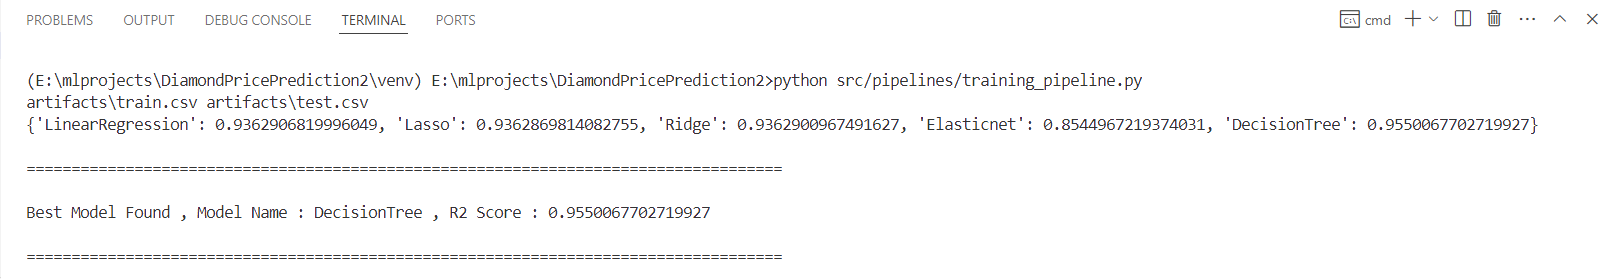 PROBLEMS OUTPUT DEBUG CONSOLE TERMINAL PORTS cmd
(E:\mlprojects\DiamondPricePrediction2\venv) E:\mlprojects\DiamondPricePrediction2>python src/pipelines/training_pipeline.py
artifacts\train.csv artifacts\test.csv
{'LinearRegression': 0.9362906819996049, 'Lasso': 0.9362869814082755, 'Ridge': 0.9362900967491627, 'Elasticnet': 0.8544967219374031, 'DecisionTree': 0.9550067702719927}
====================================================================================
Best Model Found , Model Name : DecisionTree , R2 Score : 0.9550067702719927
====================================================================================